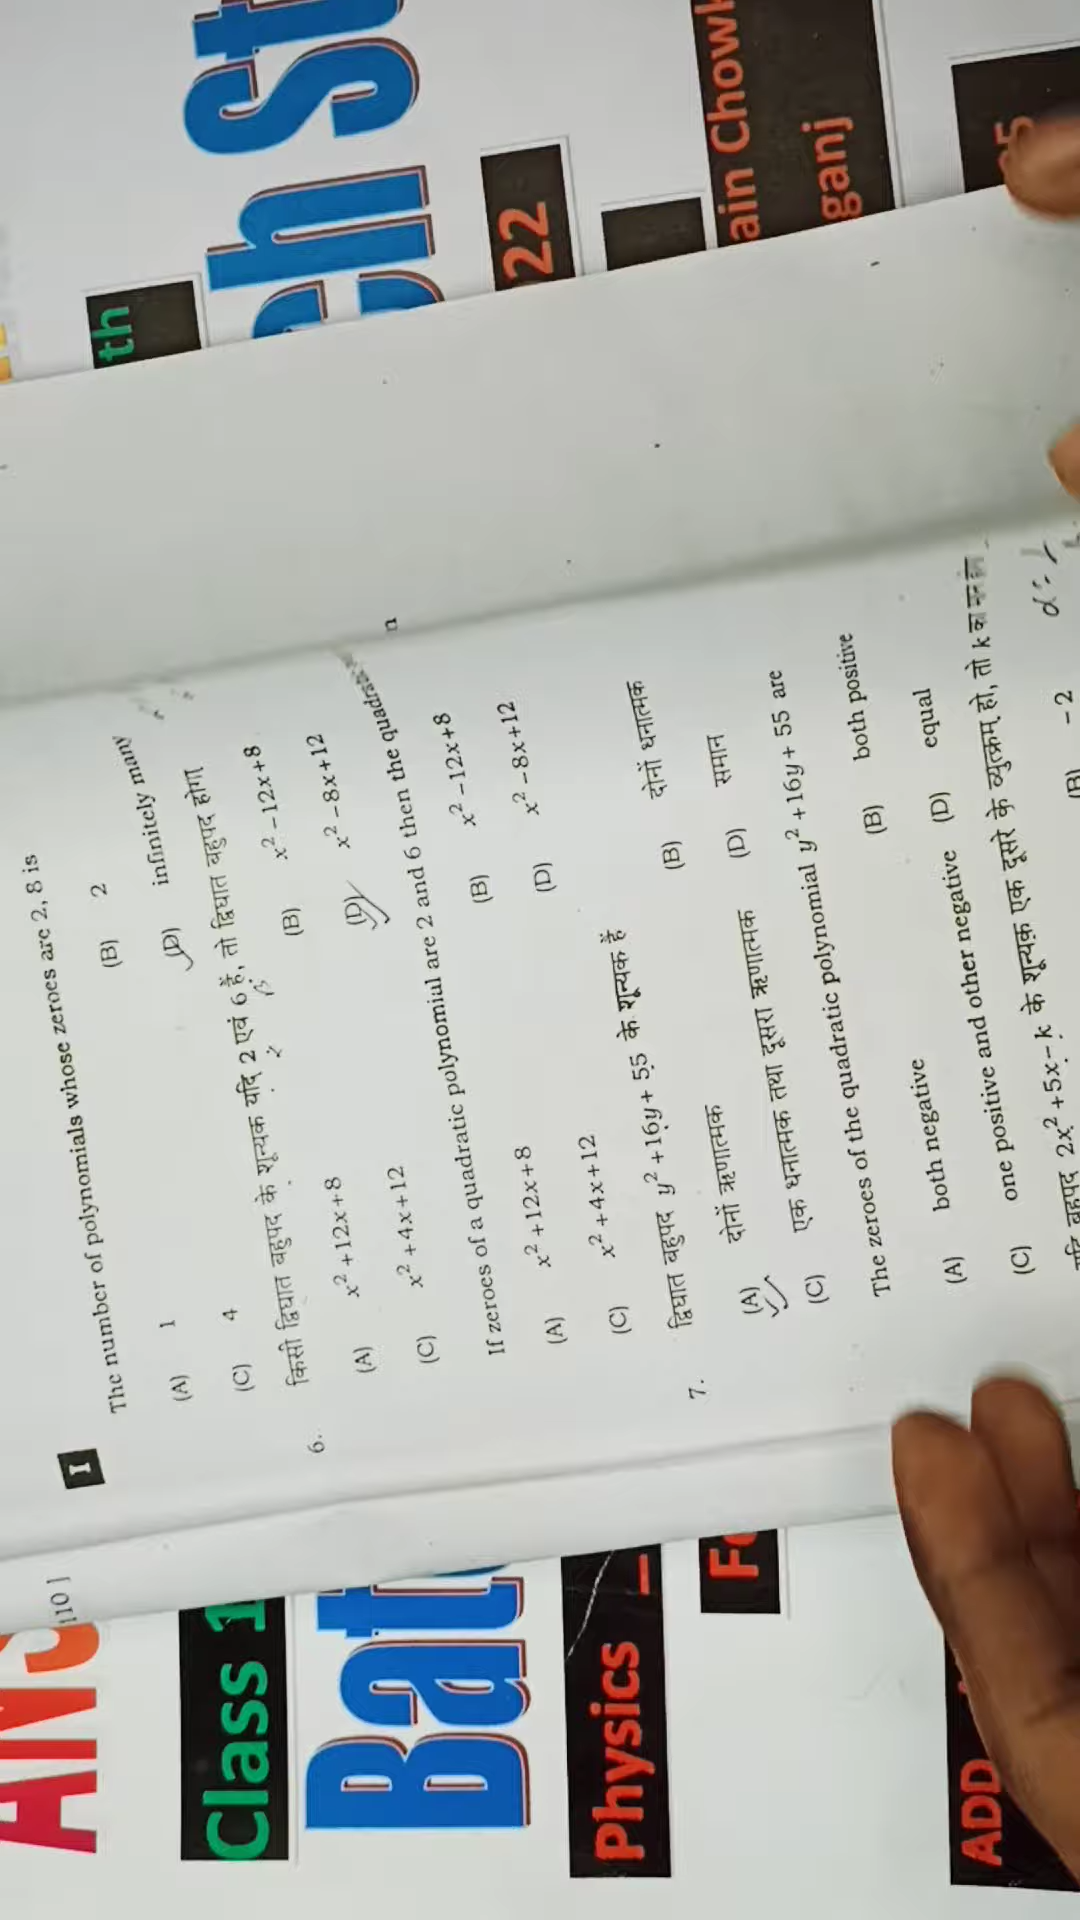 110]
I
The number of polynomials whose zeroes are 2, 8 is
(A) 1 (B) 2
(C) 4 (D) infinitely many
6. किसी द्विघात बहुपद के शून्यक यदि 2 एवं 6 हैं, तो द्विघात बहुपद होगा
(A) x² + 12x + 8 (B) x² - 12x + 8
(C) x² + 4x + 12 (D) x² - 8x + 12
If zeroes of a quadratic polynomial are 2 and 6 then the
(A) x² + 12x + 8 (B) x² - 12x + 8
(C) x² + 4x + 12 (D) x² - 8x + 12
7. द्विघात बहुपद y² + 16y + 55 के शून्यक हैं
(A) दोनों ऋणात्मक (B) दोनों धनात्मक
(C) एक धनात्मक तथा दूसरा ऋणात्मक (D) समान
The zeroes of the quadratic polynomial y² + 16y + 55 are
(A) both negative (B) both positive
(C) one positive and other negative (D) equal
यदि बहुपद 2x² + 5x - k के शून्यक एक दूसरे के व्युत्क्रम हो, तो k का मान
(B) - 2
Class 1
th
Bat
ch St
Physics
22
ain Chowk
ganj
ADD